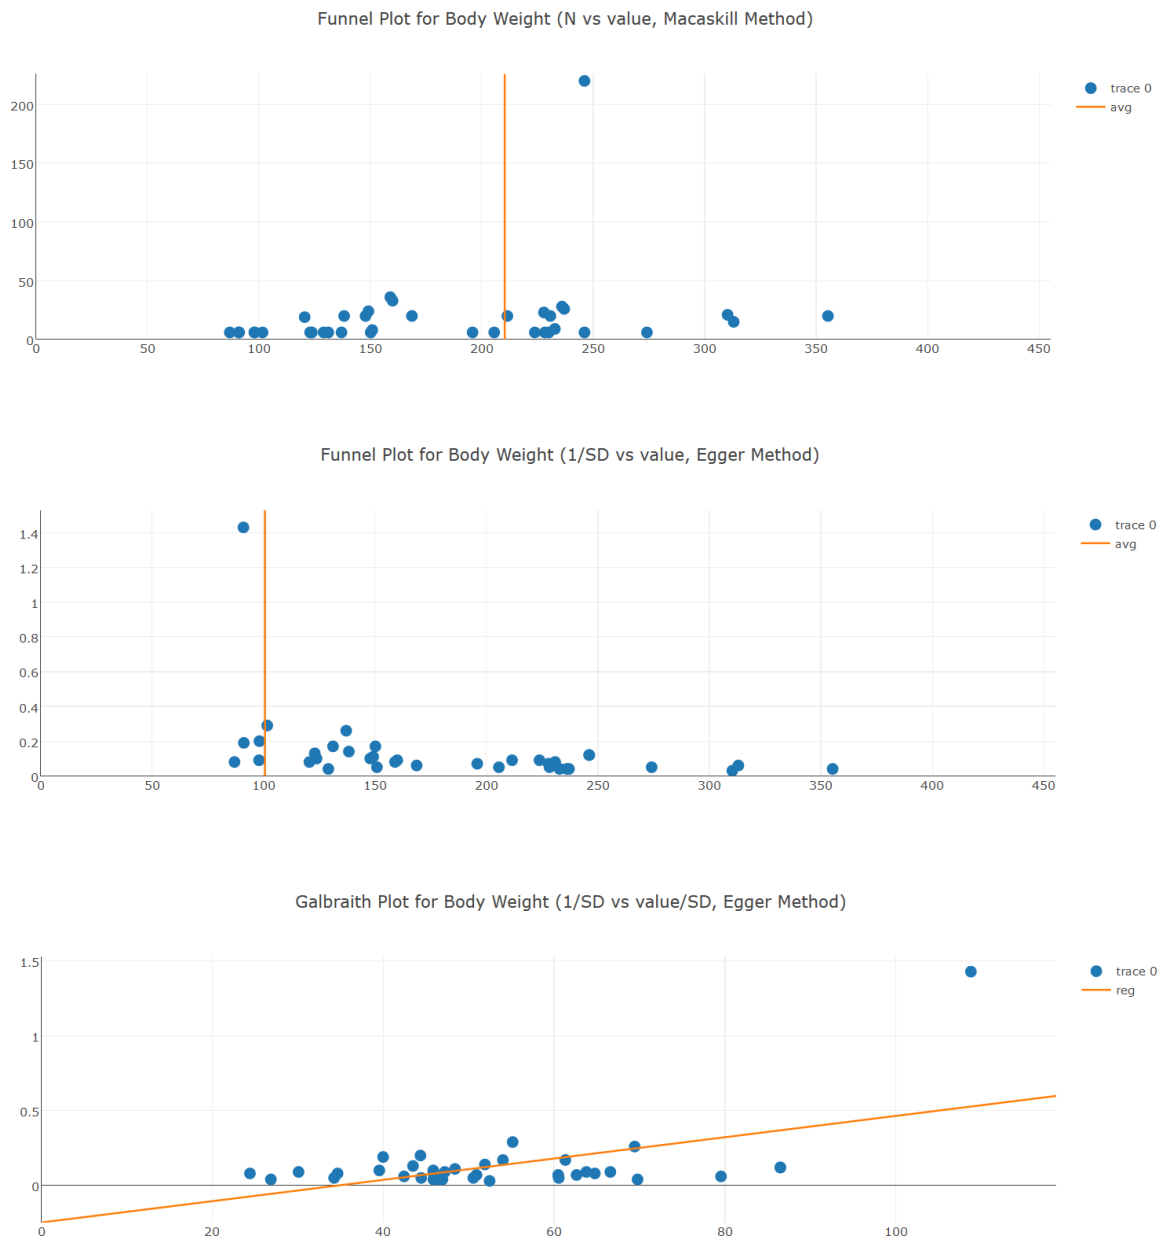 Funnel Plot for Body Weight (N vs value, Macaskill Method)
trace 0
avg
200
150
100
50
0
0 50 100 150 200 250 300 350 400 450
Funnel Plot for Body Weight (1/SD vs value, Egger Method)
trace 0
avg
1.4
1.2
1
0.8
0.6
0.4
0.2
0
0 50 100 150 200 250 300 350 400 450
Galbraith Plot for Body Weight (1/SD vs value/SD, Egger Method)
trace 0
reg
1.5
1
0.5
0
0 20 40 60 80 100